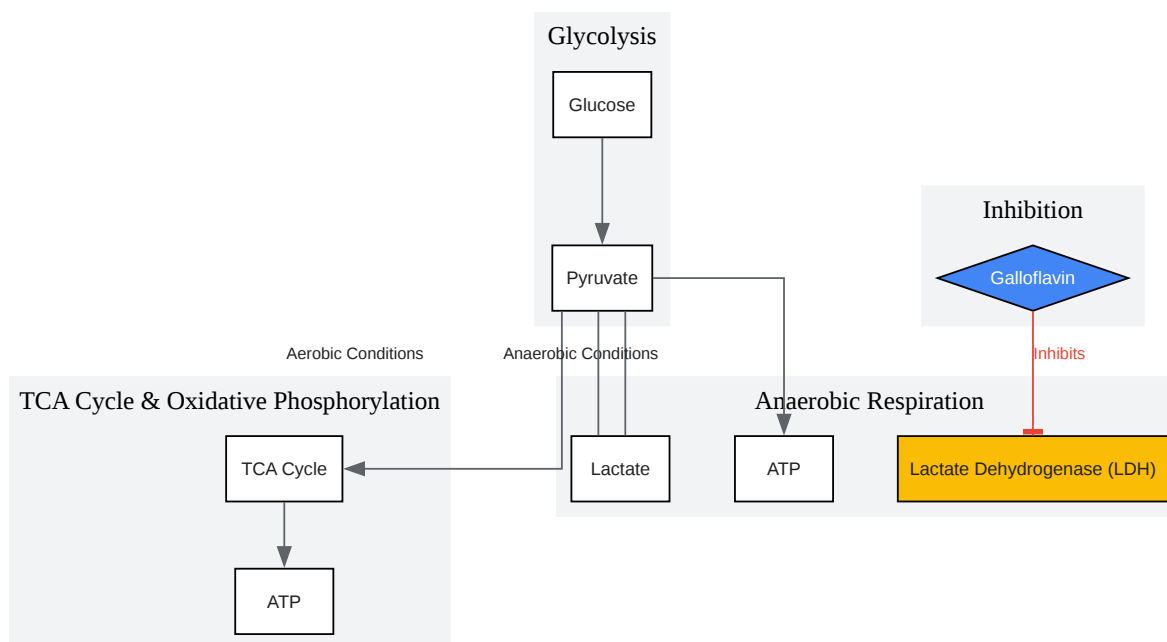 Glycolysis
Glucose
Pyruvate
Inhibition
Galloflavin
Aerobic Conditions
Anaerobic Conditions
Inhibits
TCA Cycle & Oxidative Phosphorylation
TCA Cycle
ATP
Anaerobic Respiration
Lactate
ATP
Lactate Dehydrogenase (LDH)